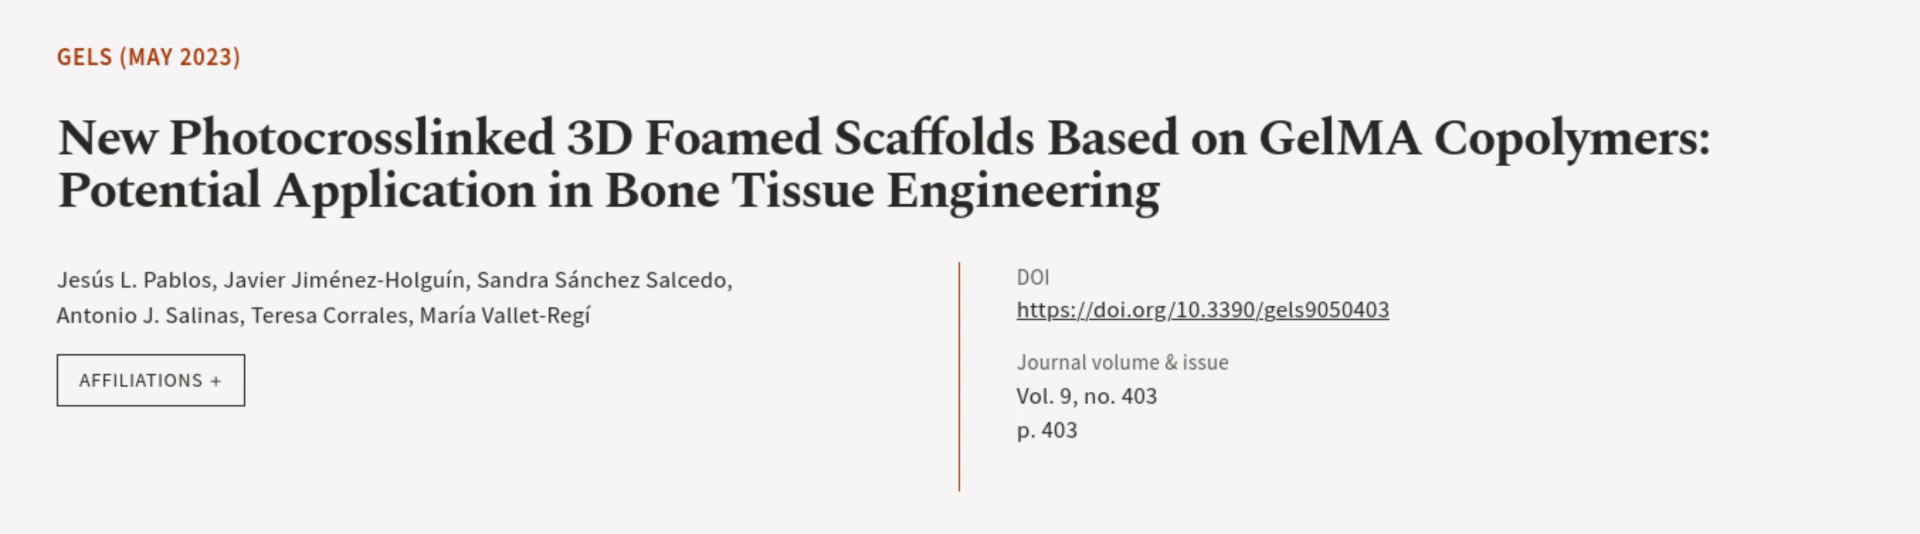 GELS (MAY 2023)
New Photocrosslinked 3D Foamed Scaffolds Based on GelMA Copolymers:
Potential Application in Bone Tissue Engineering
Jesús L. Pablos, Javier Jiménez-Holguín, Sandra Sánchez Salcedo,
Antonio J. Salinas, Teresa Corrales, María Vallet-Regí
AFFILIATIONS +
DOI
https://doi.org/10.3390/gels9050403
Journal volume & issue
Vol. 9, no. 403
p. 403